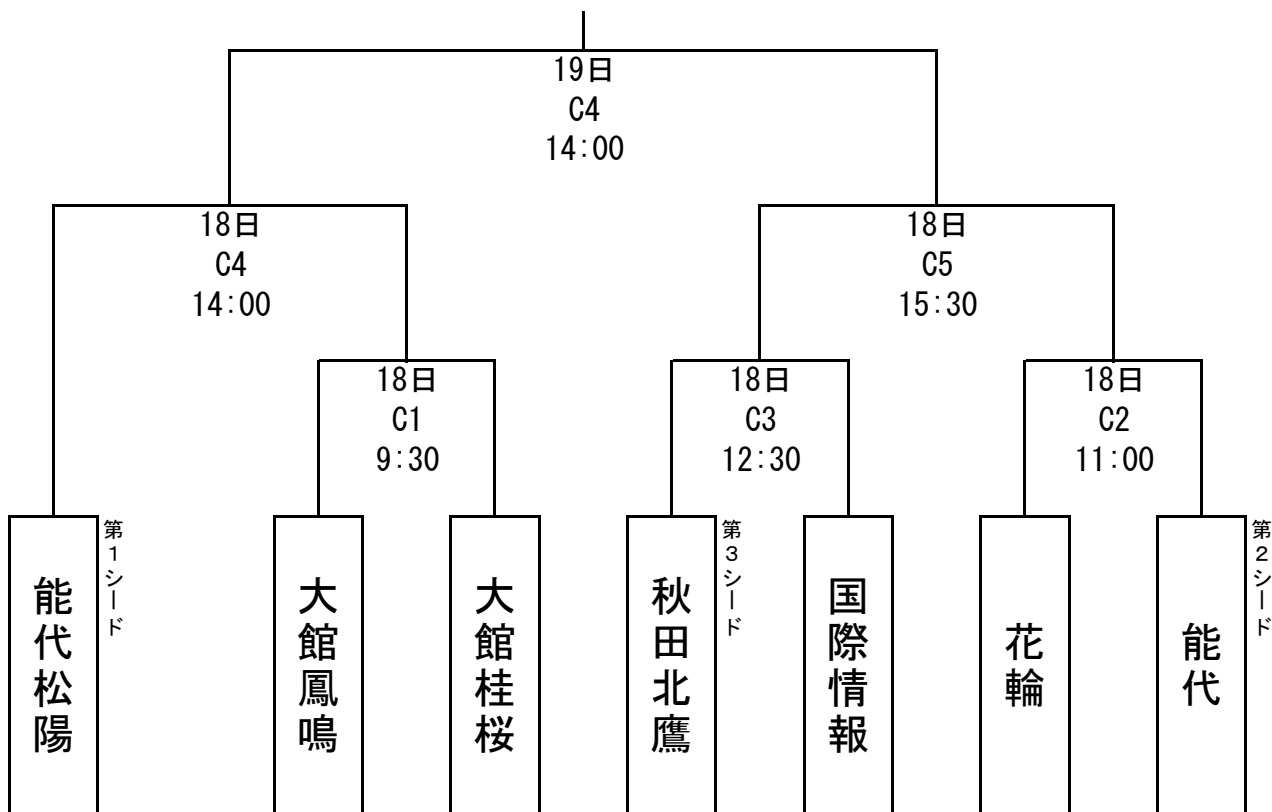 19日
C4
14:00
18日
C4
14:00
18日
C5
15:30
18日
C1
9:30
18日
C3
12:30
18日
C2
11:00
能代松陽
第1シード
大館鳳鳴
大館桂桜
秋田北鷹
第3シード
国際情報
花輪
能代
第2シード